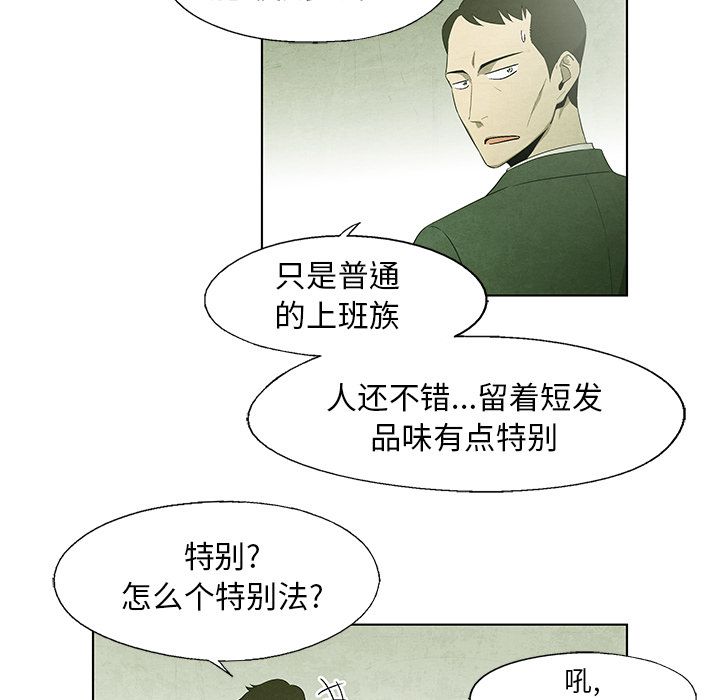 只是普通
的上班族
人还不错…留着短发
品味有点特别
特别?
怎么个特别法?
吼,